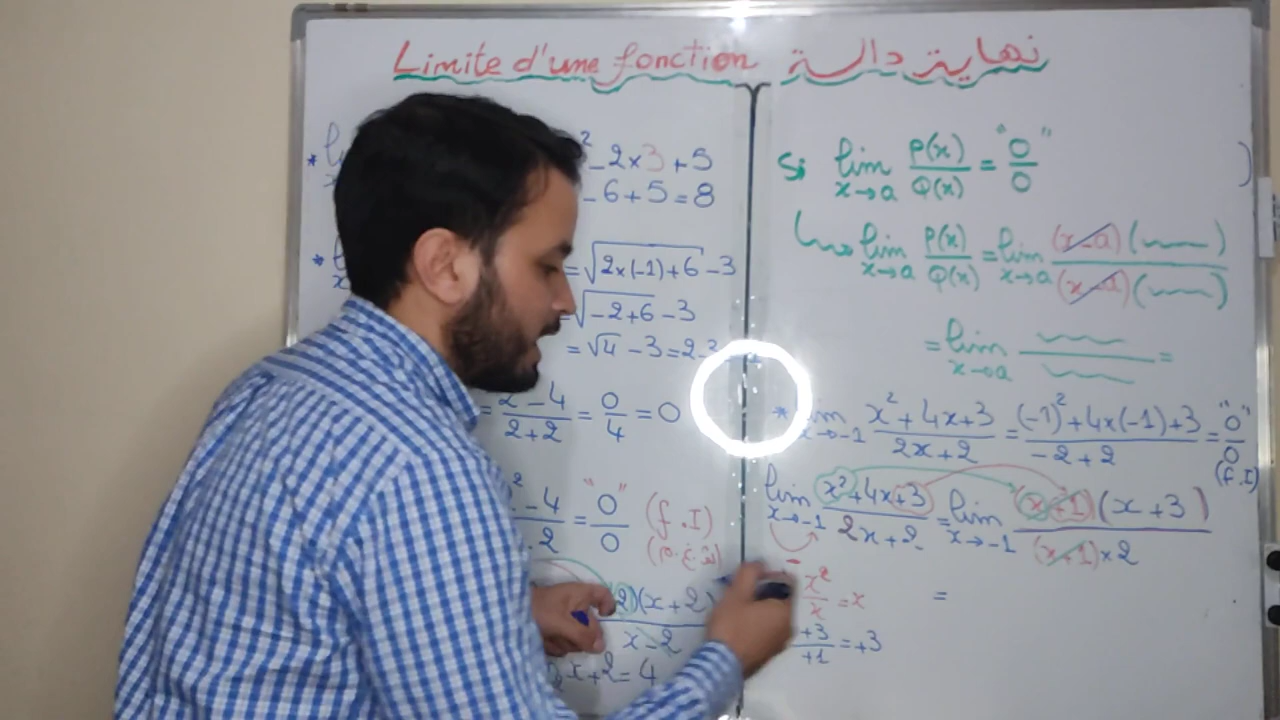 Limite d'une fonction نهاية دالة
²-2x3+5
-6+5=8
=√(2x(-1)+6)-3
=√(-2+6)-3
=√4-3=2-3
=(2-4)/(2+2)=0/4=0
²-4/-2="0/0" (f.I)
2)(x+2)/(x-2)
x+2=4
Si lim x→a P(x)/Q(x)="0/0"
lim x→a P(x)/Q(x)=lim x→a (x-a)( )/(x-a)( )
=lim x→a =
* lim x→-1 (x²+4x+3)/(2x+2)=((-1)²+4x(-1)+3)/(-2+2)="0/0"
(f.I)
lim x→-1 (x²+4x+3)/(2x+2)=lim x→-1 (x+1)(x+3)/(x+1)x2
x²/x=x =
+3/+1=+3